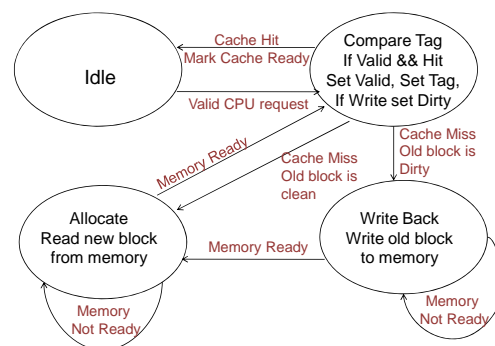 Cache Hit
Mark Cache Ready
Idle
Valid CPU request
Compare Tag
If Valid && Hit
Set Valid, Set Tag,
If Write set Dirty
Memory Ready
Cache Miss
Old block is
clean
Cache Miss
Old block is
Dirty
Allocate
Read new block
from memory
Memory Ready
Write Back
Write old block
to memory
Memory
Not Ready
Memory
Not Ready